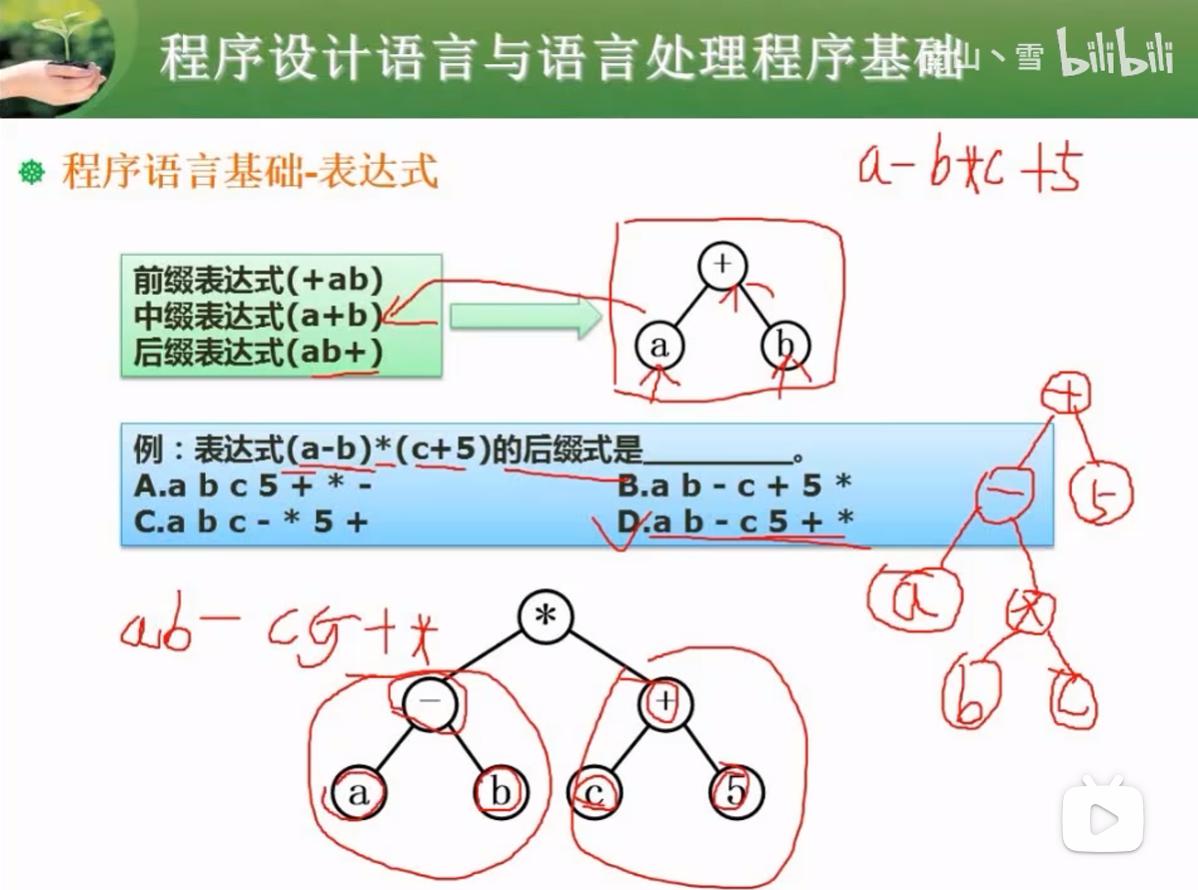 程序设计语言与语言处理程序基础
山丶雪 bilibili
程序语言基础-表达式
a-b*c+5
前缀表达式(+ab)
中缀表达式(a+b)
后缀表达式(ab+)
+
a b
例：表达式(a-b)*(c+5)的后缀式是__________。
A.a b c 5 + * - B.a b - c + 5 *
C.a b c - * 5 + D.a b - c 5 + *
+
- 5
a *
b c
ab- c5+*
*
- +
a b c 5